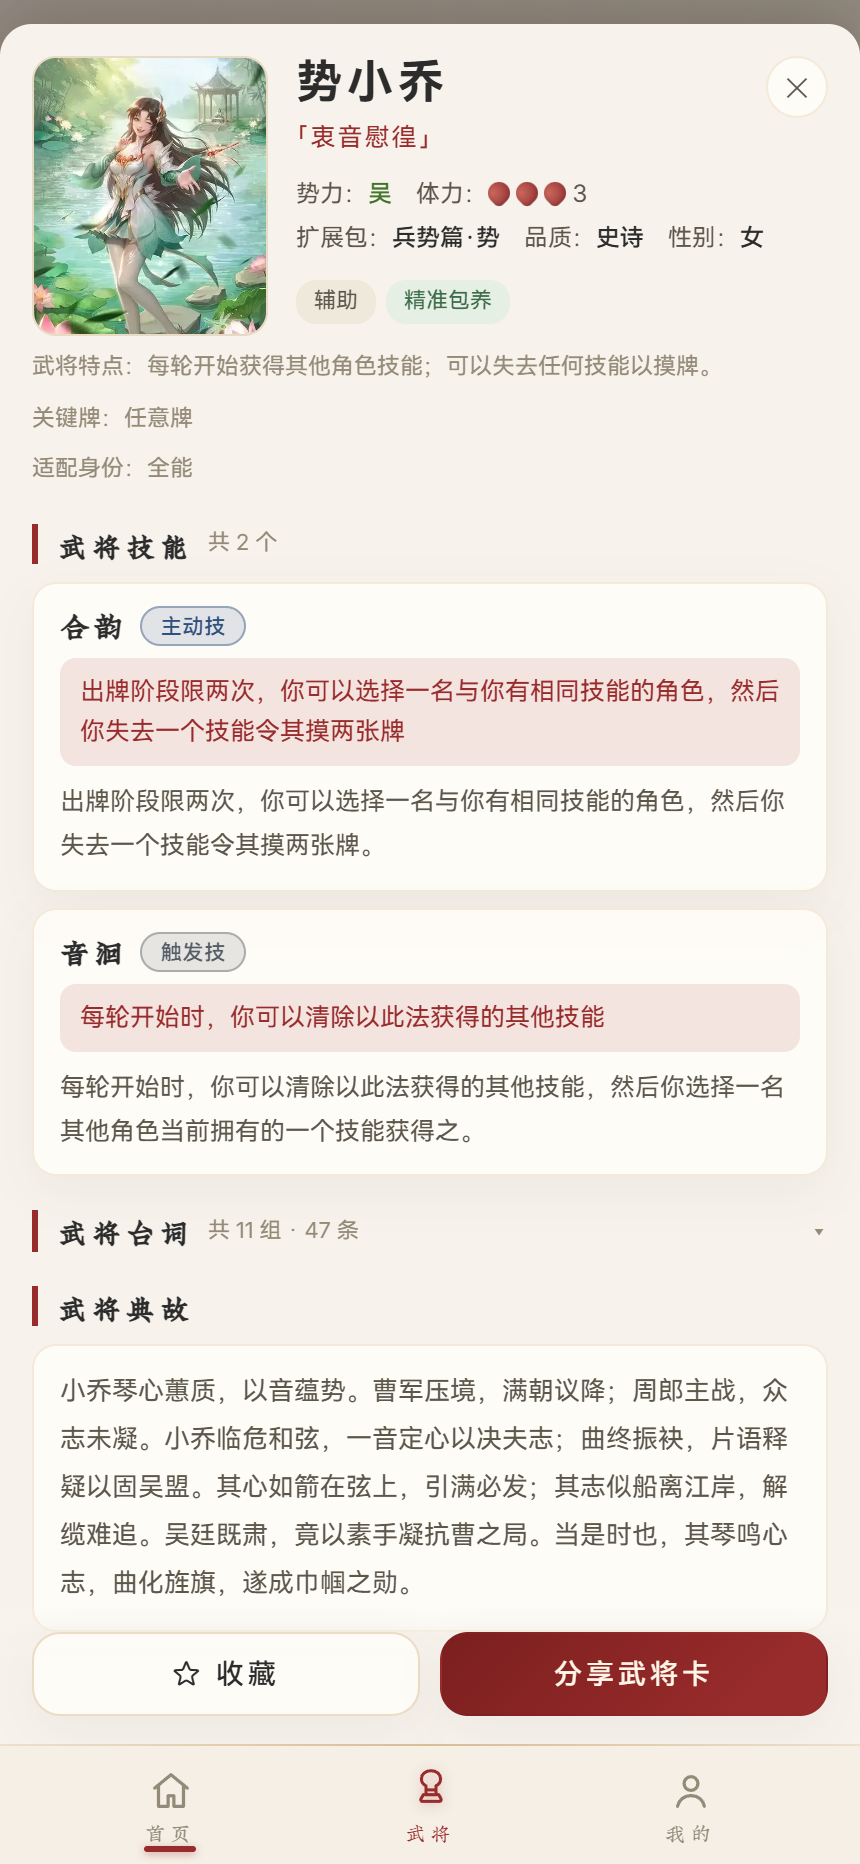 势小乔
「衷音慰徨」
势力：吴 体力：3
扩展包：兵势篇·势 品质：史诗 性别：女
辅助 精准包养
武将特点：每轮开始获得其他角色技能；可以失去任何技能以摸牌。
关键牌：任意牌
适配身份：全能
武将技能 共 2 个
合韵 主动技
出牌阶段限两次，你可以选择一名与你有相同技能的角色，然后
你失去一个技能令其摸两张牌
出牌阶段限两次，你可以选择一名与你有相同技能的角色，然后你
失去一个技能令其摸两张牌。
音洄 触发技
每轮开始时，你可以清除以此法获得的其他技能
每轮开始时，你可以清除以此法获得的其他技能，然后你选择一名
其他角色当前拥有的一个技能获得之。
武将台词 共 11 组 · 47 条
武将典故
小乔琴心蕙质，以音蕴势。曹军压境，满朝议降；周郎主战，众
志未凝。小乔临危和弦，一音定心以决夫志；曲终振袂，片语释
疑以固吴盟。其心如箭在弦上，引满必发；其志似船离江岸，解
缆难追。吴廷既肃，竟以素手凝抗曹之局。当是时也，其琴鸣心
志，曲化旌旗，遂成巾帼之勋。
收藏 分享武将卡
首页 武将 我的